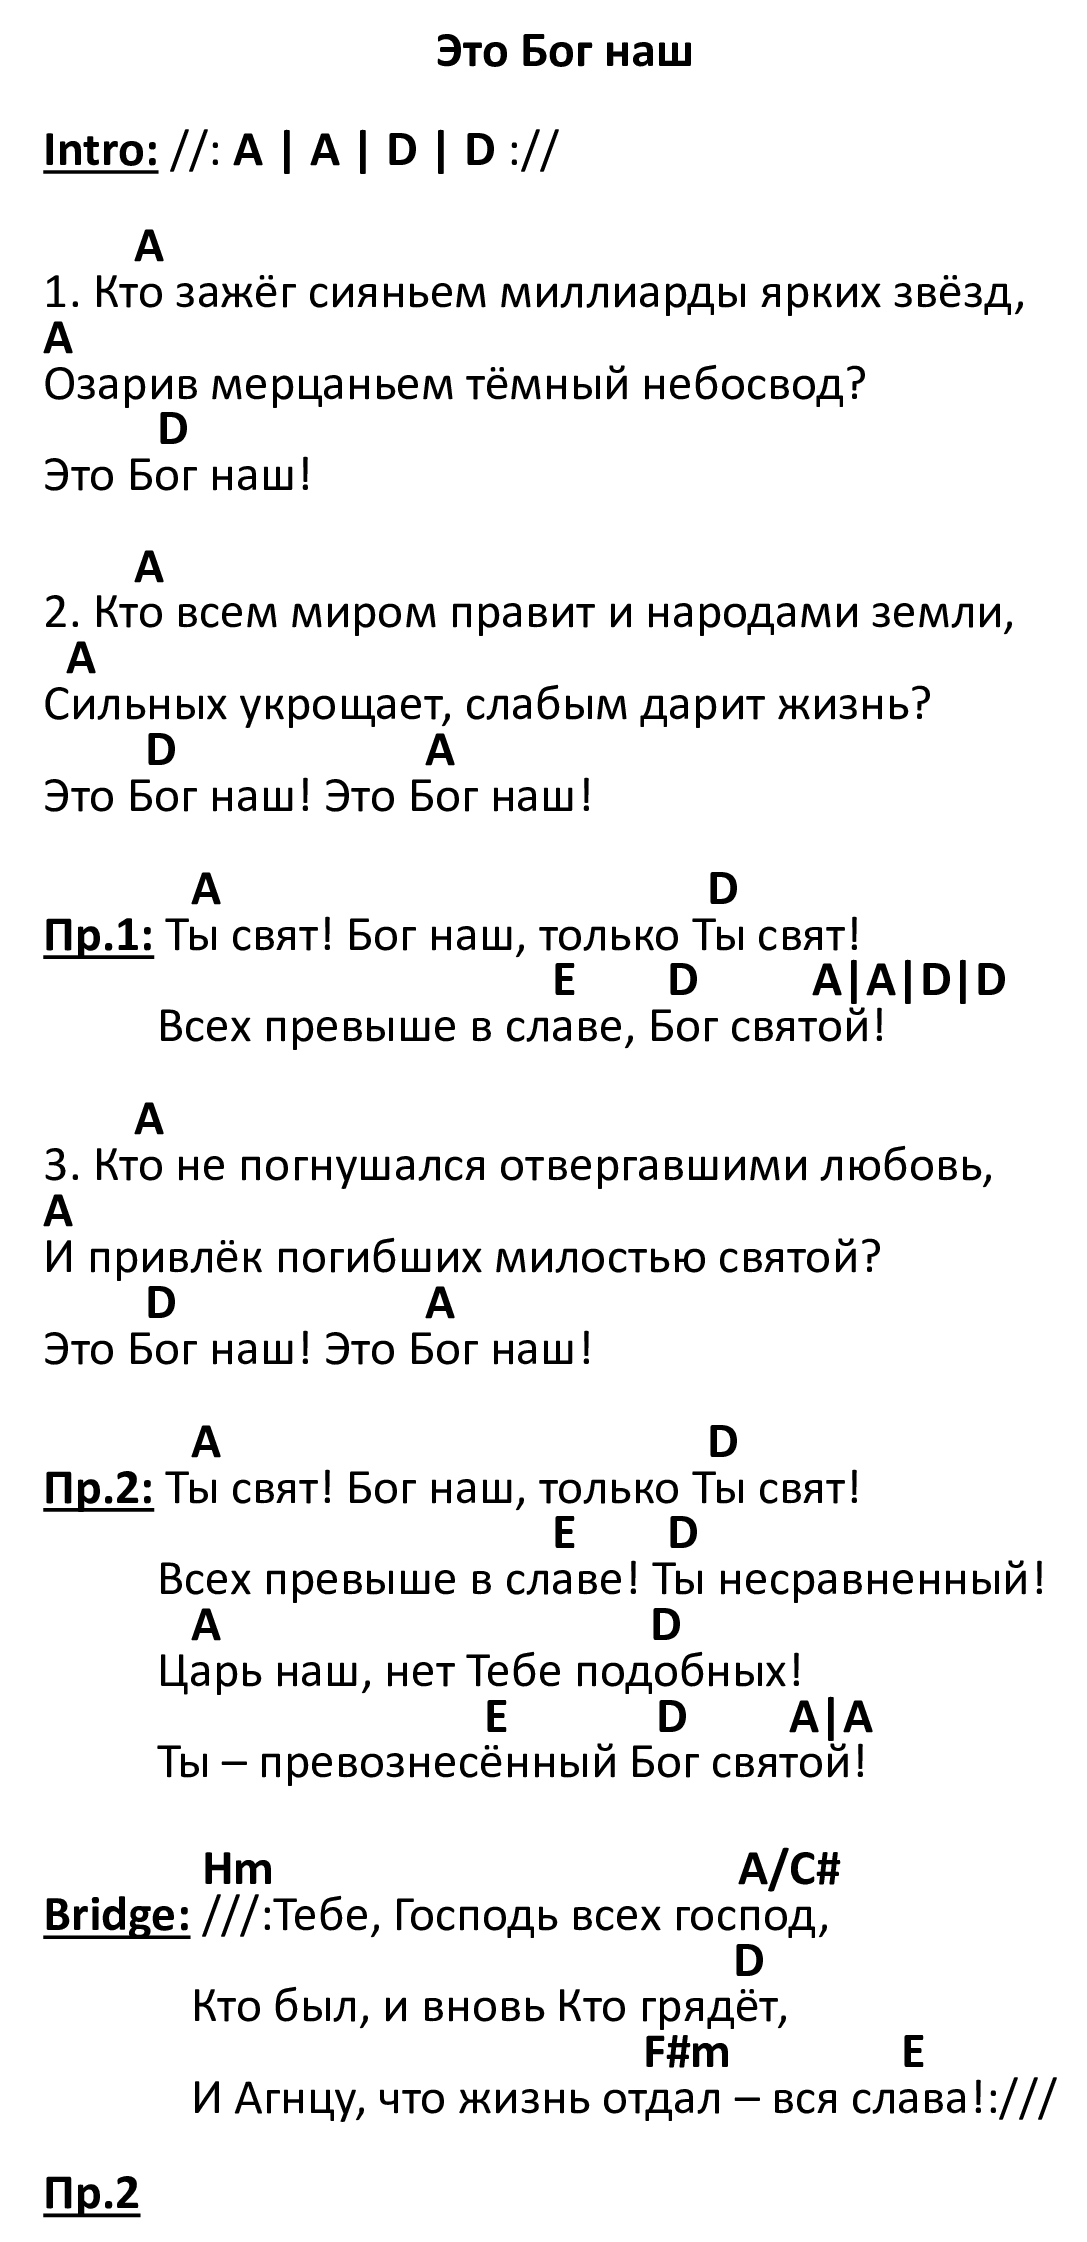 Это Бог наш
Intro: //: A | A | D | D ://
A
1. Кто зажёг сияньем миллиарды ярких звёзд,
A
Озарив мерцаньем тёмный небосвод?
D
Это Бог наш!
A
2. Кто всем миром правит и народами земли,
A
Сильных укрощает, слабым дарит жизнь?
D A
Это Бог наш! Это Бог наш!
A D
Пр.1: Ты свят! Бог наш, только Ты свят!
E D A|A|D|D
Всех превыше в славе, Бог святой!
A
3. Кто не погнушался отвергавшими любовь,
A
И привлёк погибших милостью святой?
D A
Это Бог наш! Это Бог наш!
A D
Пр.2: Ты свят! Бог наш, только Ты свят!
E D
Всех превыше в славе! Ты несравненный!
A D
Царь наш, нет Тебе подобных!
E D A|A
Ты – превознесённый Бог святой!
Hm A/C#
Bridge: ///:Тебе, Господь всех господ,
D
Кто был, и вновь Кто грядёт,
F#m E
И Агнцу, что жизнь отдал – вся слава!:///
Пр.2